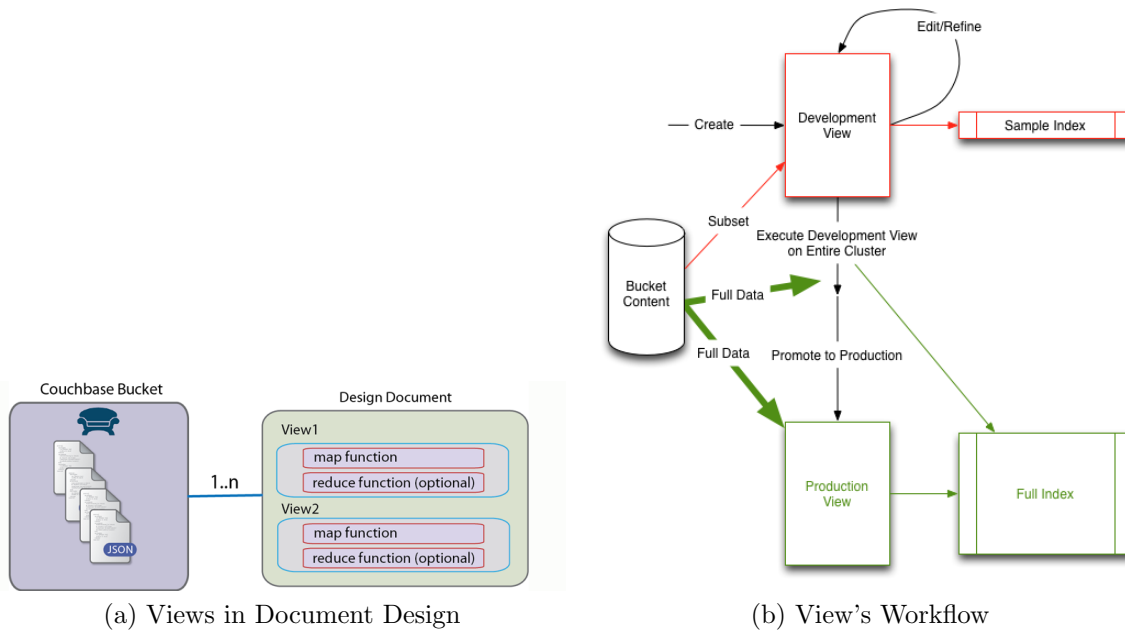 Couchbase Bucket
JSON
1..n
Design Document
View1
map function
reduce function (optional)
View2
map function
reduce function (optional)
(a) Views in Document Design
Edit/Refine
Create
Development
View
Sample Index
Subset
Execute Development View
on Entire Cluster
Bucket
Content
Full Data
Full Data
Promote to Production
Production
View
Full Index
(b) View's Workflow